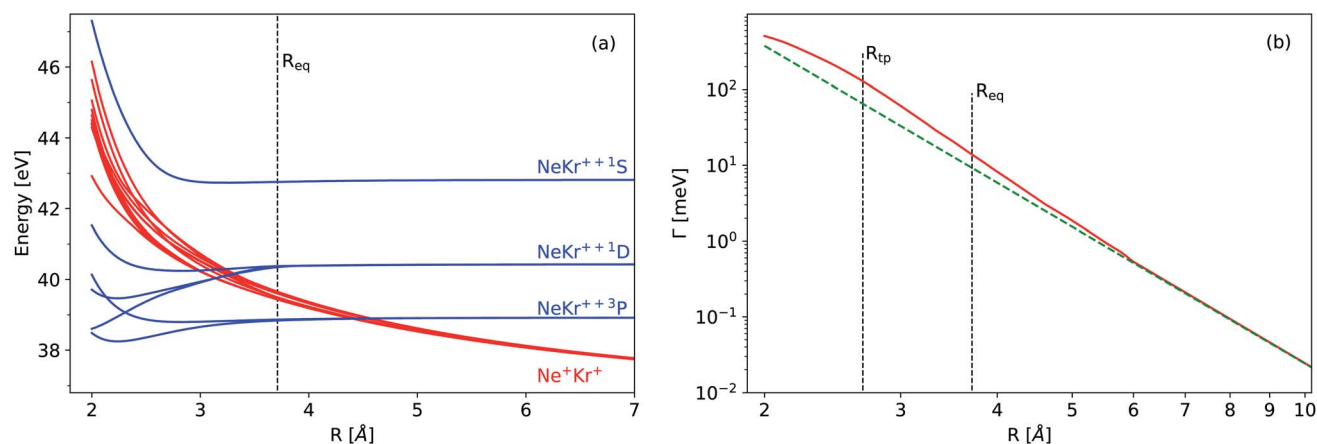 (a)
R_eq
46
44
42
40
38
Energy [eV]
NeKr⁺⁺ ¹S
NeKr⁺⁺ ¹D
NeKr⁺⁺ ³P
Ne⁺Kr⁺
2 3 4 5 6 7
R [Å]
(b)
R_tp
R_eq
10²
10¹
10⁰
10⁻¹
10⁻²
Γ [meV]
2 3 4 5 6 7 8 9 10
R [Å]